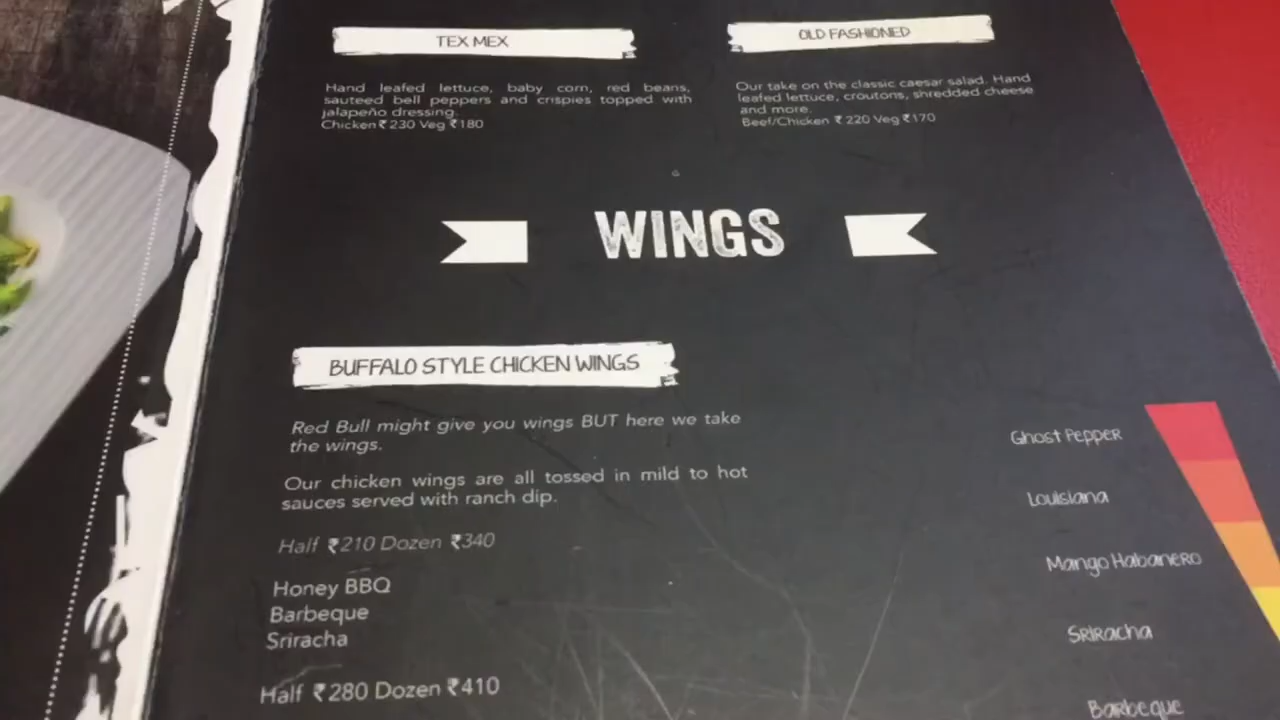 TEX MEX
Hand leafed lettuce, baby corn, red beans,
sauteed bell peppers and crispies topped with
jalapeño dressing.
Chicken ₹ 230 Veg ₹180
OLD FASHIONED
Our take on the classic caesar salad. Hand
leafed lettuce, croutons, shredded cheese
and more.
Beef/Chicken ₹ 220 Veg ₹170
WINGS
BUFFALO STYLE CHICKEN WINGS
Red Bull might give you wings BUT here we take
the wings.
Our chicken wings are all tossed in mild to hot
sauces served with ranch dip.
Half ₹210 Dozen ₹340
Honey BBQ
Barbeque
Sriracha
Half ₹280 Dozen ₹410
Ghost Pepper
Louisiana
Mango Habanero
Sriracha
Barbeque